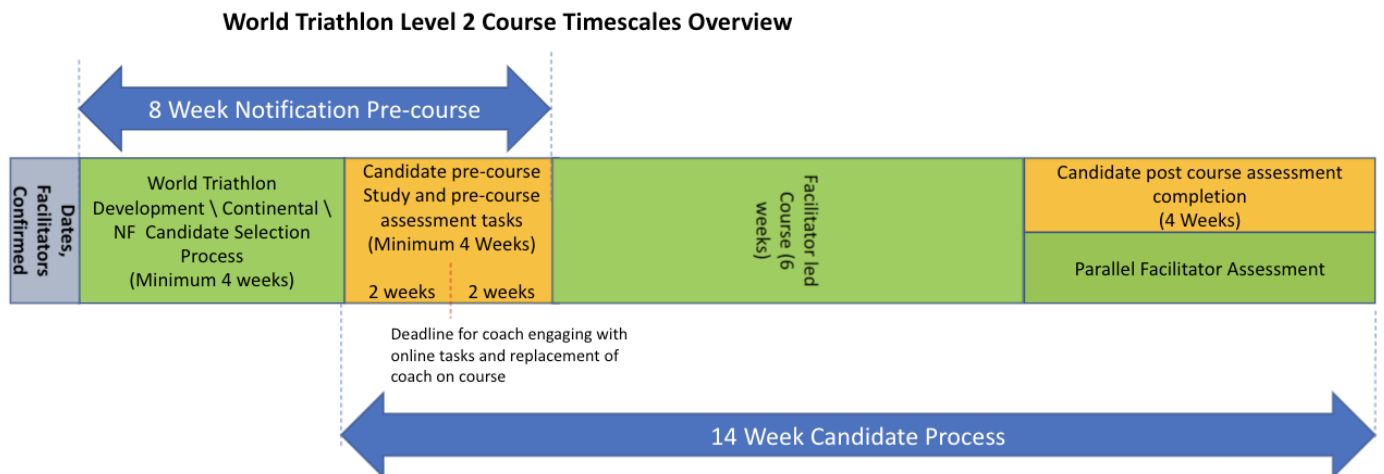 World Triathlon Level 2 Course Timescales Overview
8 Week Notification Pre-course
Dates,
Facilitators
Confirmed
World Triathlon
Development \ Continental \
NF  Candidate Selection
Process
(Minimum 4 weeks)
Candidate pre-course
Study and pre-course
assessment tasks
(Minimum 4 Weeks)
2 weeks
2 weeks
Deadline for coach engaging with
online tasks and replacement of
coach on course
Facilitator led
Course (6
weeks)
Candidate post course assessment
completion
(4 Weeks)
Parallel Facilitator Assessment
14 Week Candidate Process